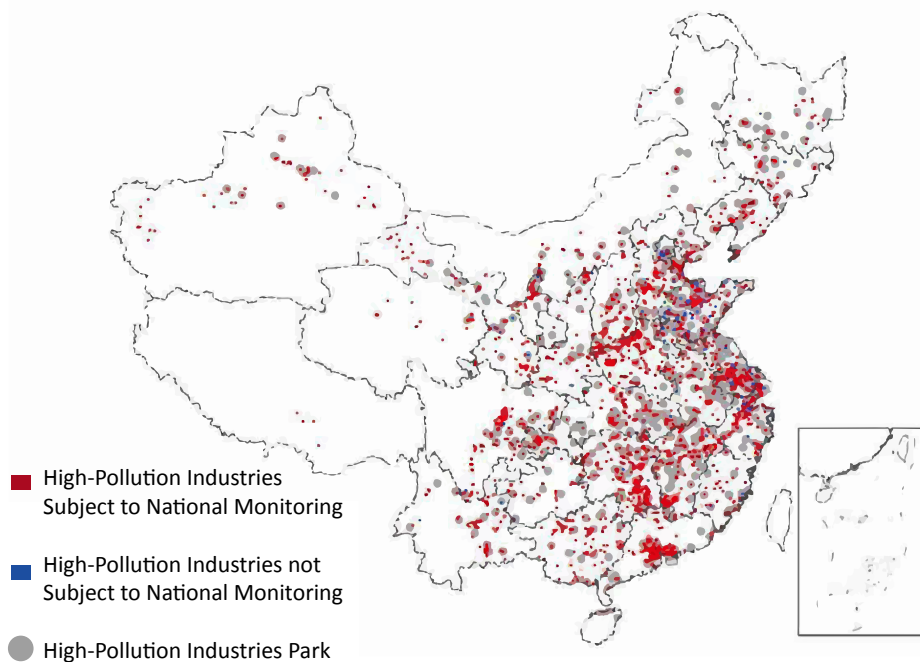 High-Pollution Industries
Subject to National Monitoring
High-Pollution Industries not
Subject to National Monitoring
High-Pollution Industries Park